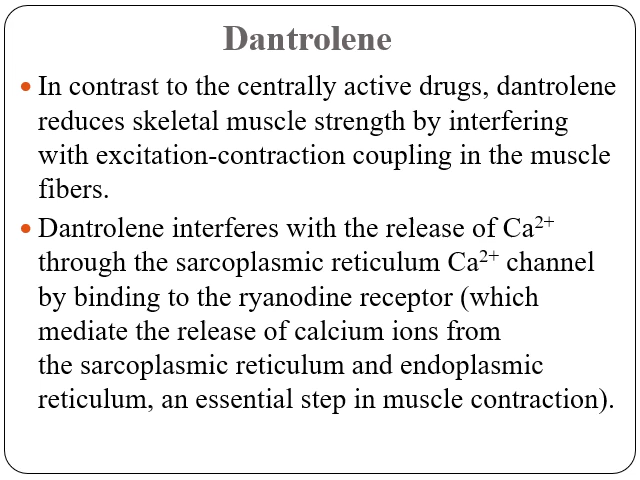 Dantrolene
• In contrast to the centrally active drugs, dantrolene
reduces skeletal muscle strength by interfering
with excitation-contraction coupling in the muscle
fibers.
• Dantrolene interferes with the release of Ca²⁺
through the sarcoplasmic reticulum Ca²⁺ channel
by binding to the ryanodine receptor (which
mediate the release of calcium ions from
the sarcoplasmic reticulum and endoplasmic
reticulum, an essential step in muscle contraction).